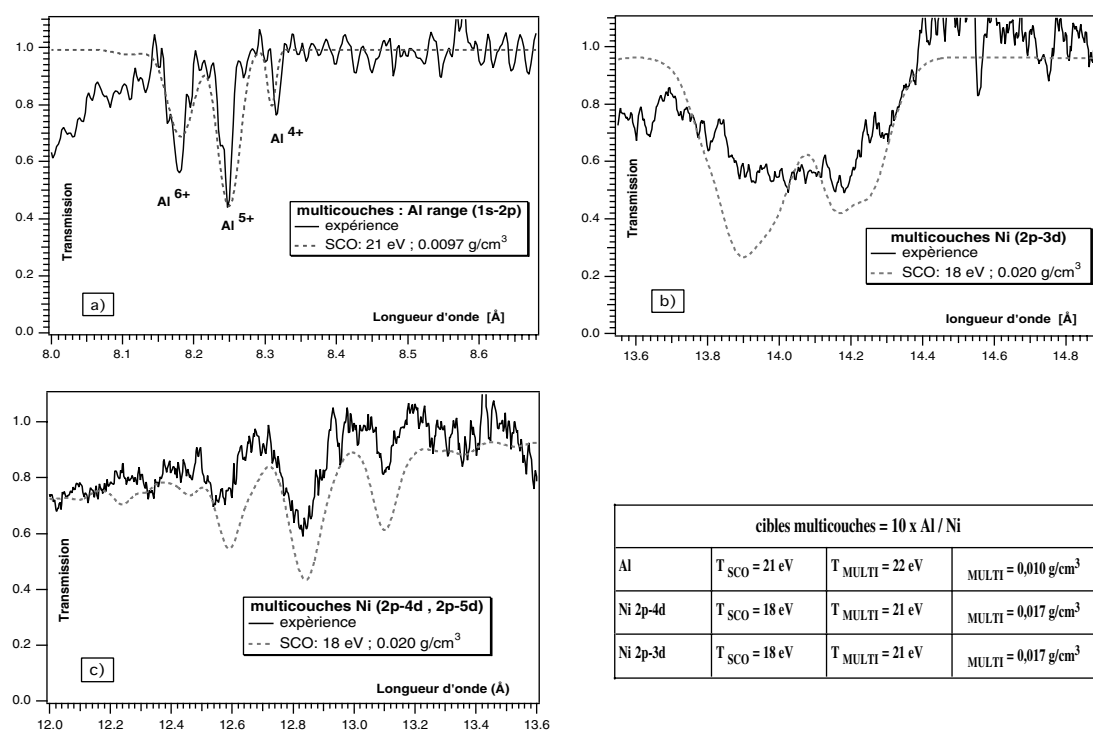 1.0
0.8
0.6
0.4
0.2
0.0
Transmission
Al 6+
Al 5+
Al 4+
multicouches : Al range (1s-2p)
expérience
SCO: 21 eV ; 0.0097 g/cm3
a)
Longueur d'onde [Å]
8.0 8.1 8.2 8.3 8.4 8.5 8.6
1.0
0.8
0.6
0.4
0.2
0.0
Transmission
multicouches Ni (2p-3d)
expèrience
SCO: 18 eV ; 0.020 g/cm3
b)
longueur d'onde [Å]
13.6 13.8 14.0 14.2 14.4 14.6 14.8
1.0
0.8
0.6
0.4
0.2
0.0
Transmission
multicouches Ni (2p-4d , 2p-5d)
expèrience
SCO: 18 eV ; 0.020 g/cm3
c)
Longueur d'onde (Å)
12.0 12.2 12.4 12.6 12.8 13.0 13.2 13.4 13.6
cibles multicouches = 10 x Al / Ni
Al T SCO = 21 eV T MULTI = 22 eV MULTI = 0,010 g/cm3
Ni 2p-4d T SCO = 18 eV T MULTI = 21 eV MULTI = 0,017 g/cm3
Ni 2p-3d T SCO = 18 eV T MULTI = 21 eV MULTI = 0,017 g/cm3